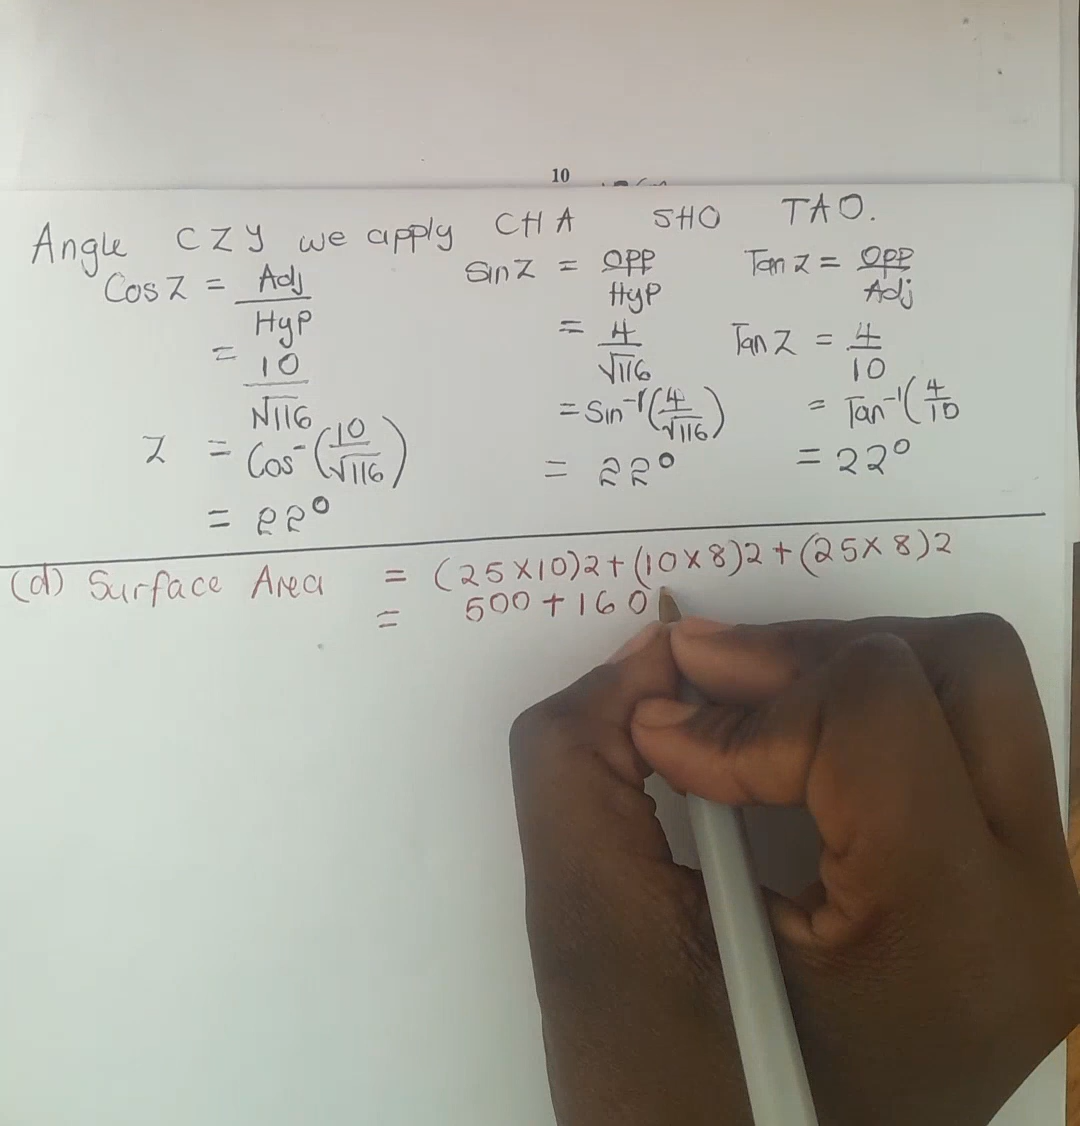 10
Angle CZY we apply CHA SHO TAO.
Cos Z = Adj/Hyp
= 10/√116
Z = Cos⁻(10/√116)
= 22°
Sin Z = OPP/Hyp
= 4/√116
= Sin⁻¹(4/√116)
= 22°
Tan Z = OPP/Adj
Tan Z = 4/10
= Tan⁻¹(4/10
= 22°
(d) Surface Area = (25×10)2+(10×8)2+(25×8)2
= 500+160